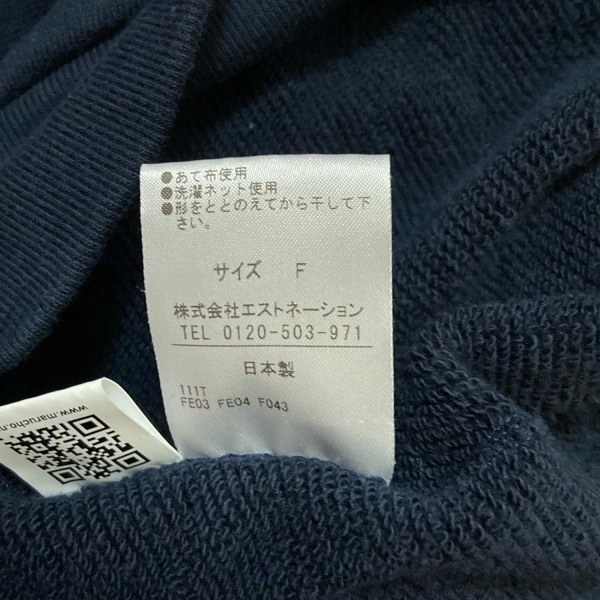 ●あて布使用
●洗濯ネット使用
●形をととのえてから干して下
さい。
サイズ F
株式会社エストネーション
TEL 0120-503-971
日本製
111T
FE03 FE04 F043
www.marucho.n